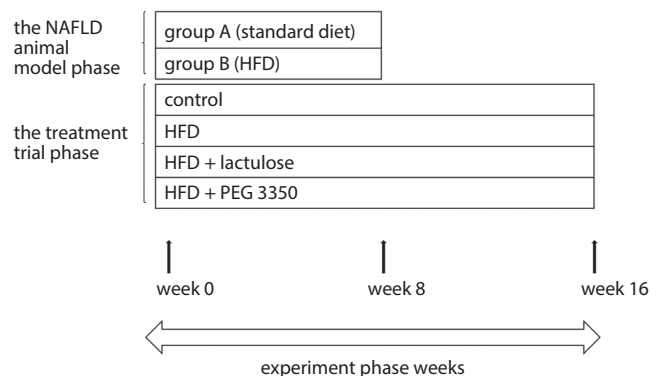 the NAFLD
animal
model phase
group A (standard diet)
group B (HFD)
the treatment
trial phase
control
HFD
HFD + lactulose
HFD + PEG 3350
week 0
week 8
week 16
experiment phase weeks